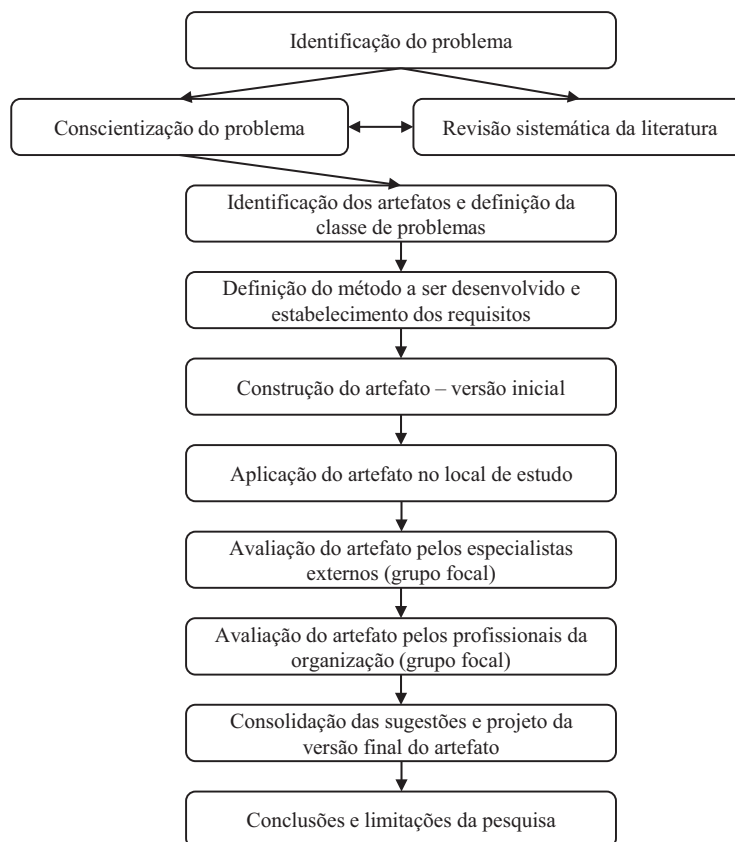 Identificação do problema
Conscientização do problema
Revisão sistemática da literatura
Identificação dos artefatos e definição da
classe de problemas
Definição do método a ser desenvolvido e
estabelecimento dos requisitos
Construção do artefato – versão inicial
Aplicação do artefato no local de estudo
Avaliação do artefato pelos especialistas
externos (grupo focal)
Avaliação do artefato pelos profissionais da
organização (grupo focal)
Consolidação das sugestões e projeto da
versão final do artefato
Conclusões e limitações da pesquisa